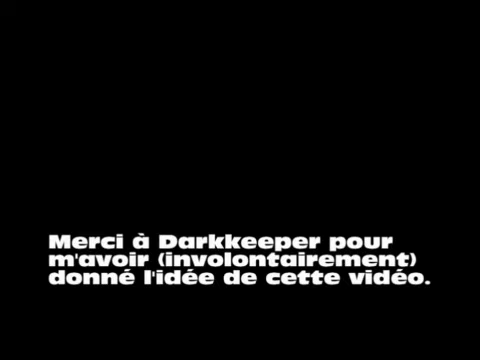 Merci à Darkkeeper pour
m'avoir (involontairement)
donné l'idée de cette vidéo.